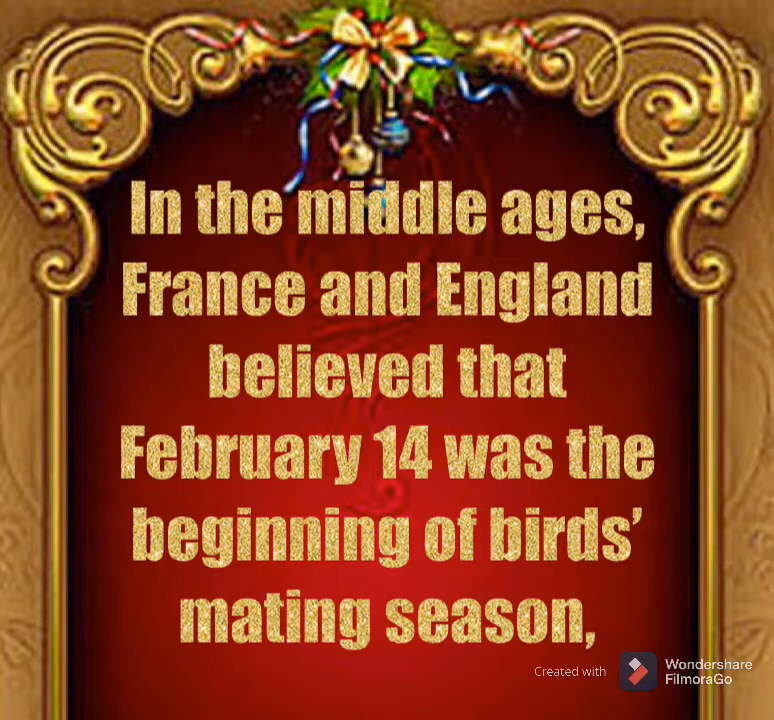 In the middle ages,
France and England
believed that
February 14 was the
beginning of birds’
mating season,
Created with
Wondershare
FilmoraGo